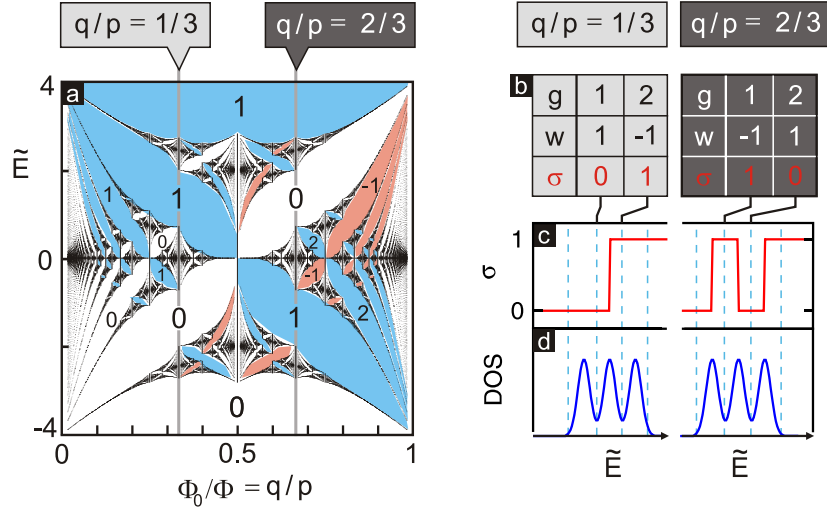 q/p = 1/3
q/p = 2/3
q/p = 1/3
q/p = 2/3
a
4
Ẽ
2
0
-2
-4
1
1
0
-1
1
0
2
1
-1
0
0
1
2
0
0
0.5
1
Φ₀/Φ = q/p
b
g 1 2
w 1 -1
σ 0 1
g 1 2
w -1 1
σ 1 0
c
1
σ
0
d
DOS
Ẽ
Ẽ